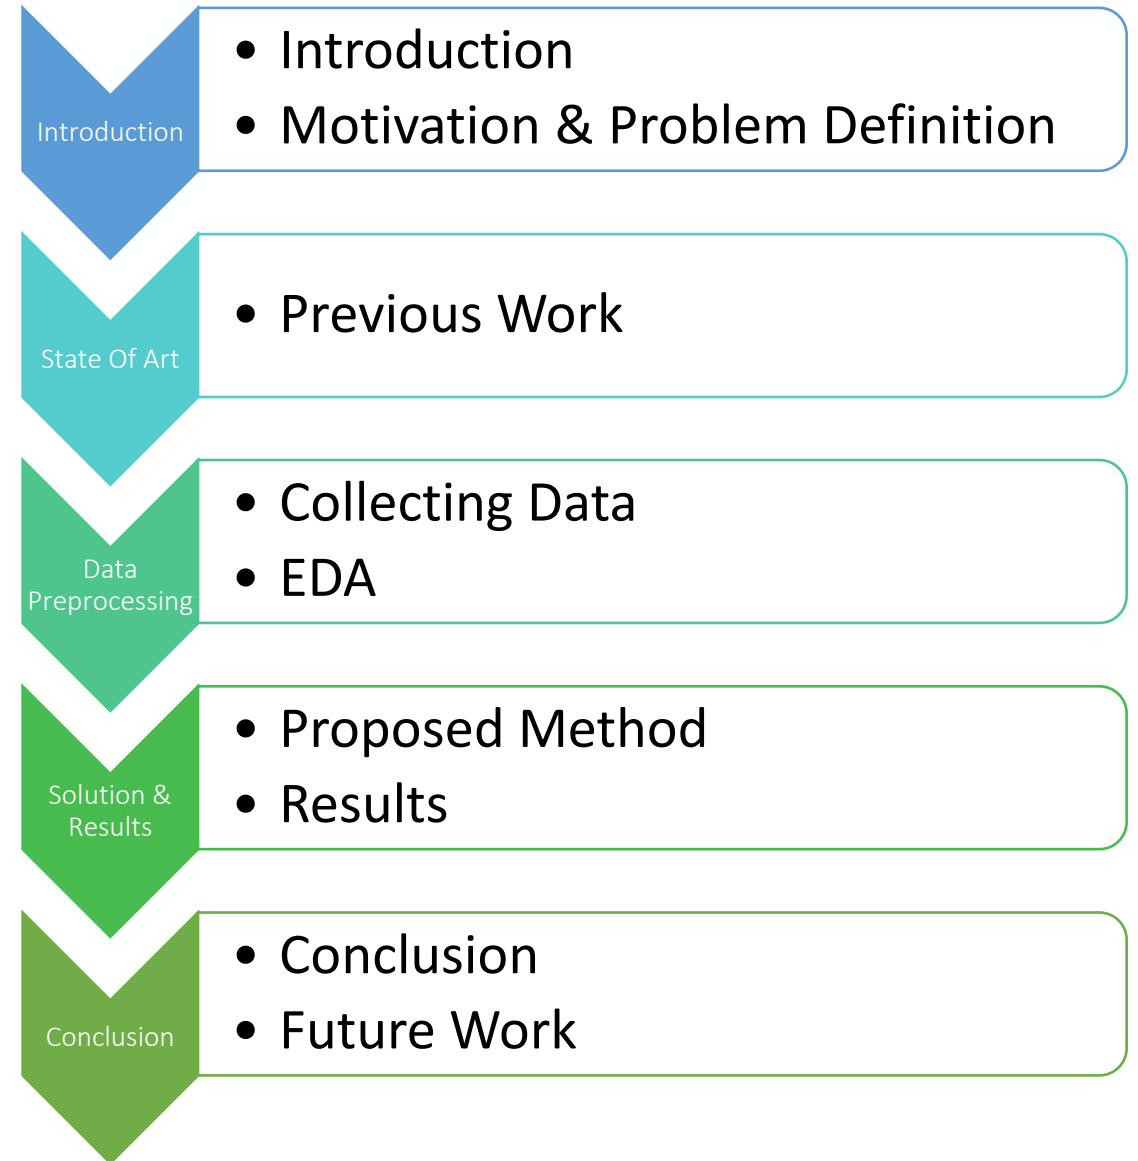 Introduction
• Introduction
• Motivation & Problem Definition
State Of Art
• Previous Work
Data
Preprocessing
• Collecting Data
• EDA
Solution &
Results
• Proposed Method
• Results
Conclusion
• Conclusion
• Future Work